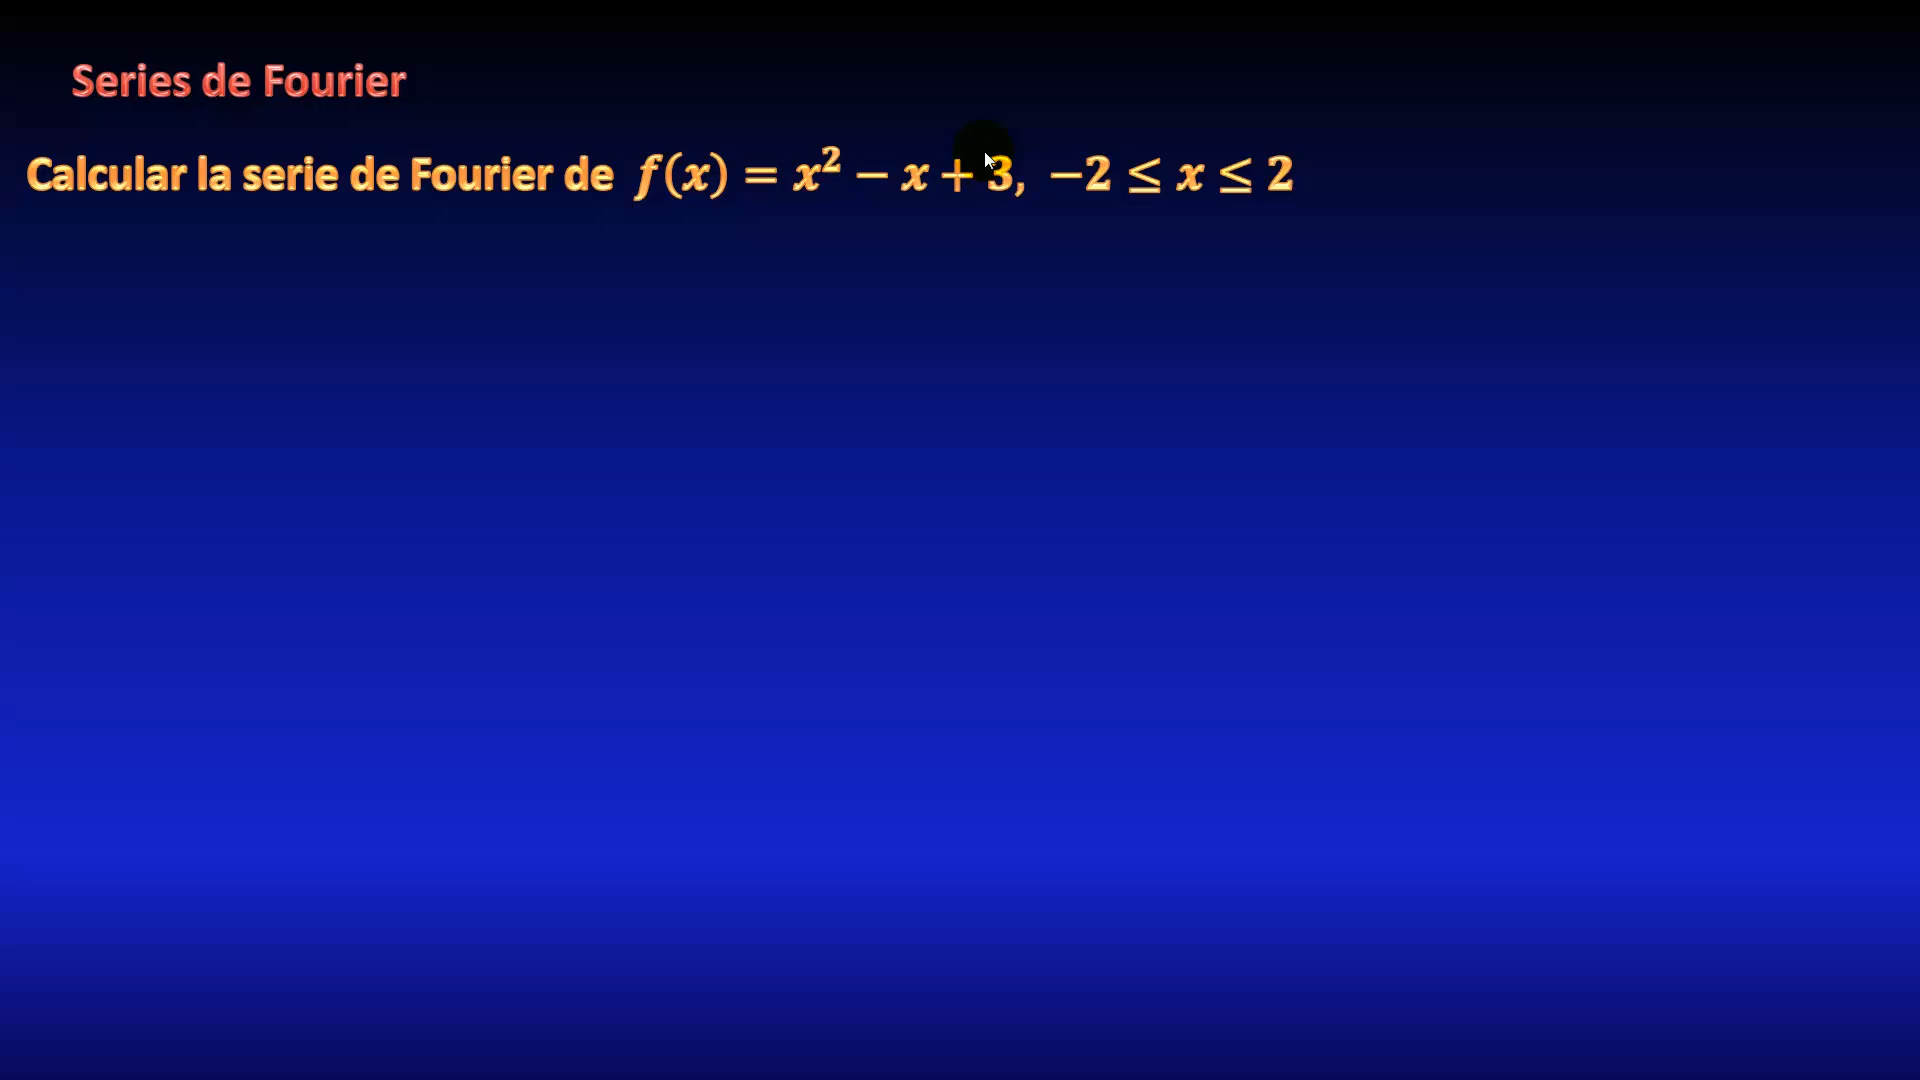 Series de Fourier
Calcular la serie de Fourier de f(x) = x² − x + 3, −2 ≤ x ≤ 2